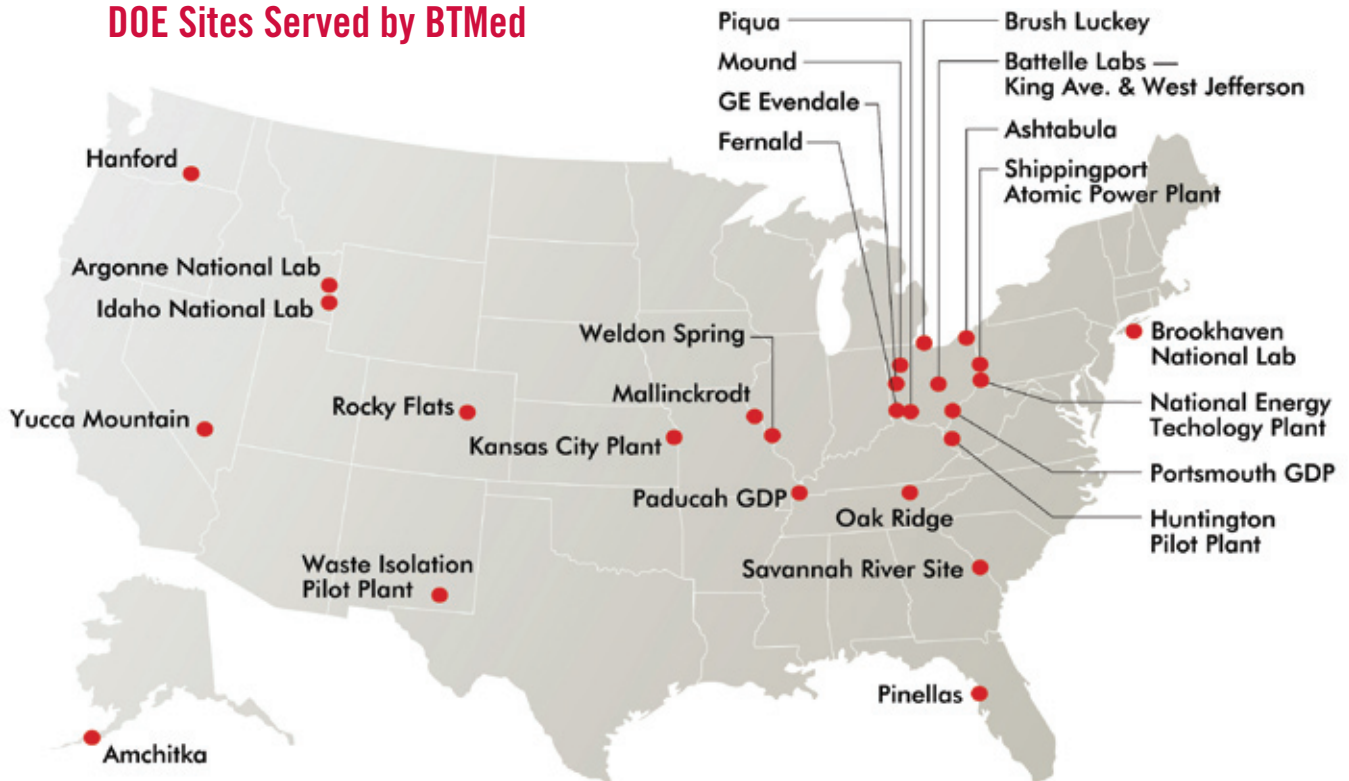 DOE Sites Served by BTMed
Piqua
Mound
GE Evendale
Fernald
Brush Luckey
Battelle Labs —
King Ave. & West Jefferson
Ashtabula
Shippingport
Atomic Power Plant
Hanford
Argonne National Lab
Idaho National Lab
Weldon Spring
Mallinckrodt
Brookhaven
National Lab
Yucca Mountain
Rocky Flats
Kansas City Plant
National Energy
Techology Plant
Paducah GDP
Oak Ridge
Portsmouth GDP
Huntington
Pilot Plant
Waste Isolation
Pilot Plant
Savannah River Site
Pinellas
Amchitka